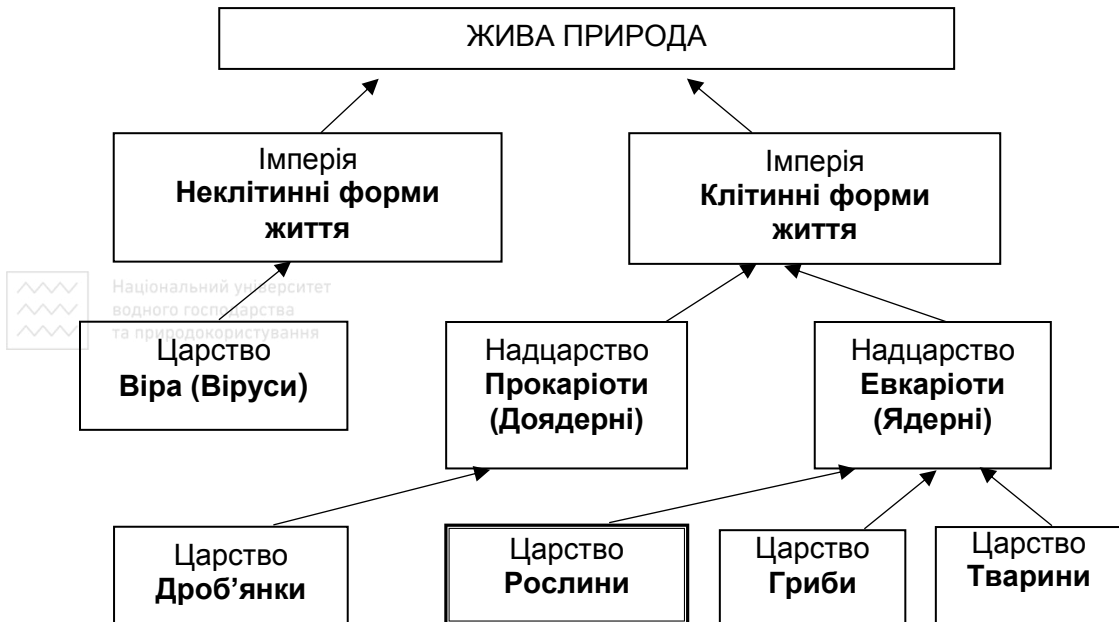 ЖИВА ПРИРОДА
Імперія
Неклітинні форми
життя
Імперія
Клітинні форми
життя
Національний університет
водного господарства
та природокористування
Царство
Віра (Віруси)
Надцарство
Прокаріоти
(Доядерні)
Надцарство
Евкаріоти
(Ядерні)
Царство
Дроб’янки
Царство
Рослини
Царство
Гриби
Царство
Тварини